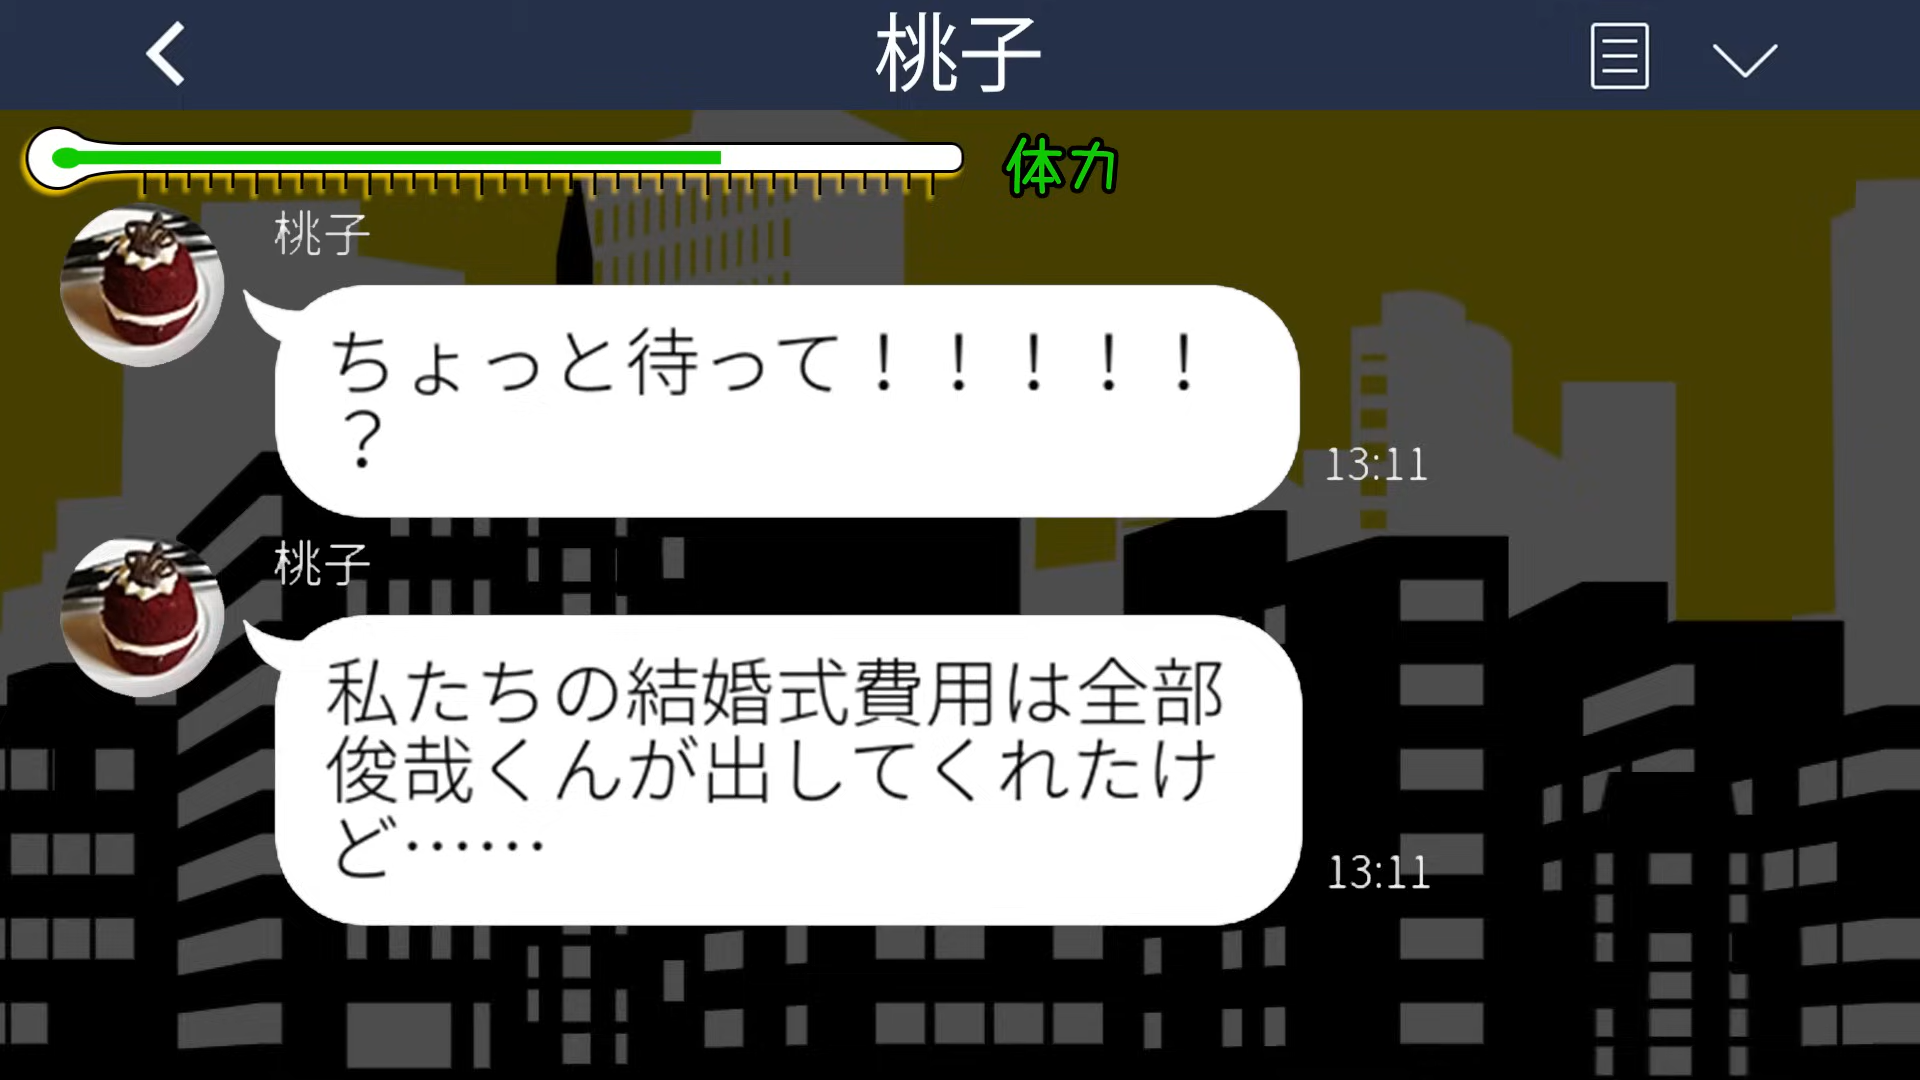 桃子
体力
桃子
ちょっと待って！！！！！
？
13:11
桃子
私たちの結婚式費用は全部
俊哉くんが出してくれたけ
ど……
13:11